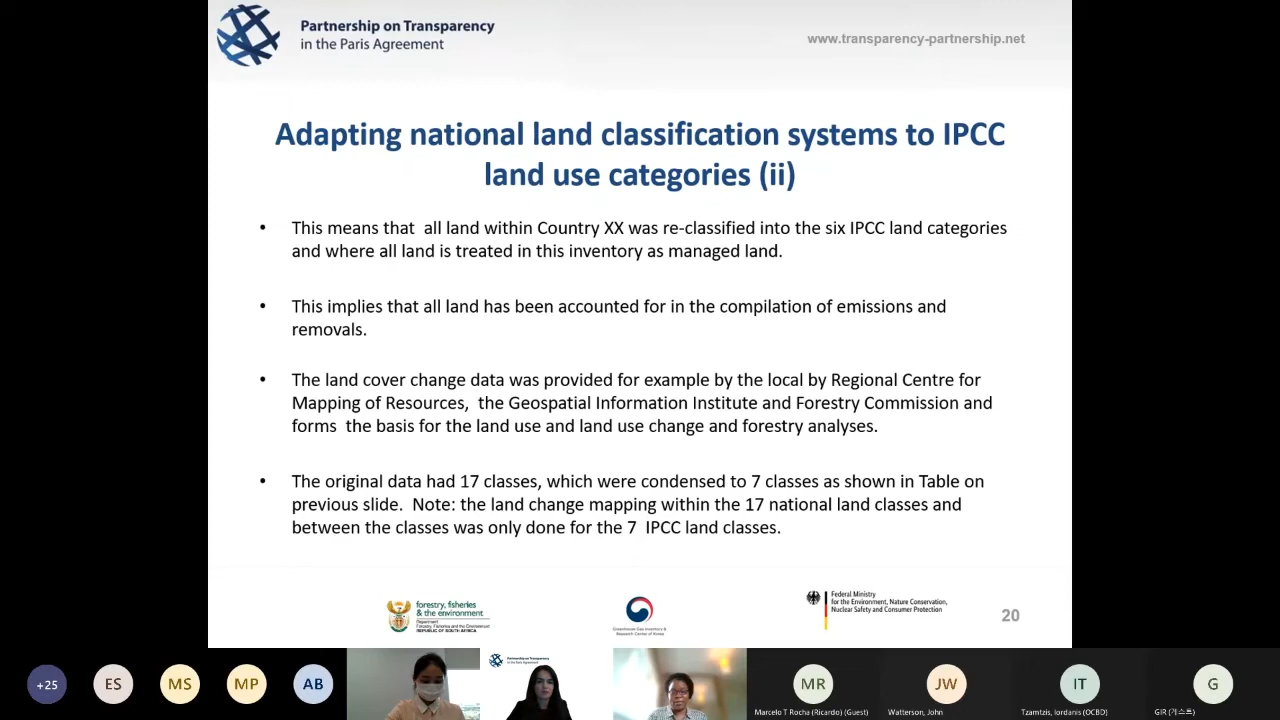 Partnership on Transparency
in the Paris Agreement
www.transparency-partnership.net
Adapting national land classification systems to IPCC
land use categories (ii)
• This means that all land within Country XX was re-classified into the six IPCC land categories
and where all land is treated in this inventory as managed land.
• This implies that all land has been accounted for in the compilation of emissions and
removals.
• The land cover change data was provided for example by the local by Regional Centre for
Mapping of Resources, the Geospatial Information Institute and Forestry Commission and
forms the basis for the land use and land use change and forestry analyses.
• The original data had 17 classes, which were condensed to 7 classes as shown in Table on
previous slide. Note: the land change mapping within the 17 national land classes and
between the classes was only done for the 7 IPCC land classes.
forestry, fisheries
& the environment
Department:
Forestry, Fisheries and the Environment
REPUBLIC OF SOUTH AFRICA
Greenhouse Gas Inventory &
Research Center of Korea
Federal Ministry
for the Environment, Nature Conservation,
Nuclear Safety and Consumer Protection
20
+25
ES
MS
MP
AB
Partnership on Transparency
in the Paris Agreement
MR
JW
IT
G
Marcelo T Rocha (Ricardo) (Guest)
Watterson, John
Tzamtzis, Iordanis (OCBD)
GIR (게스트)